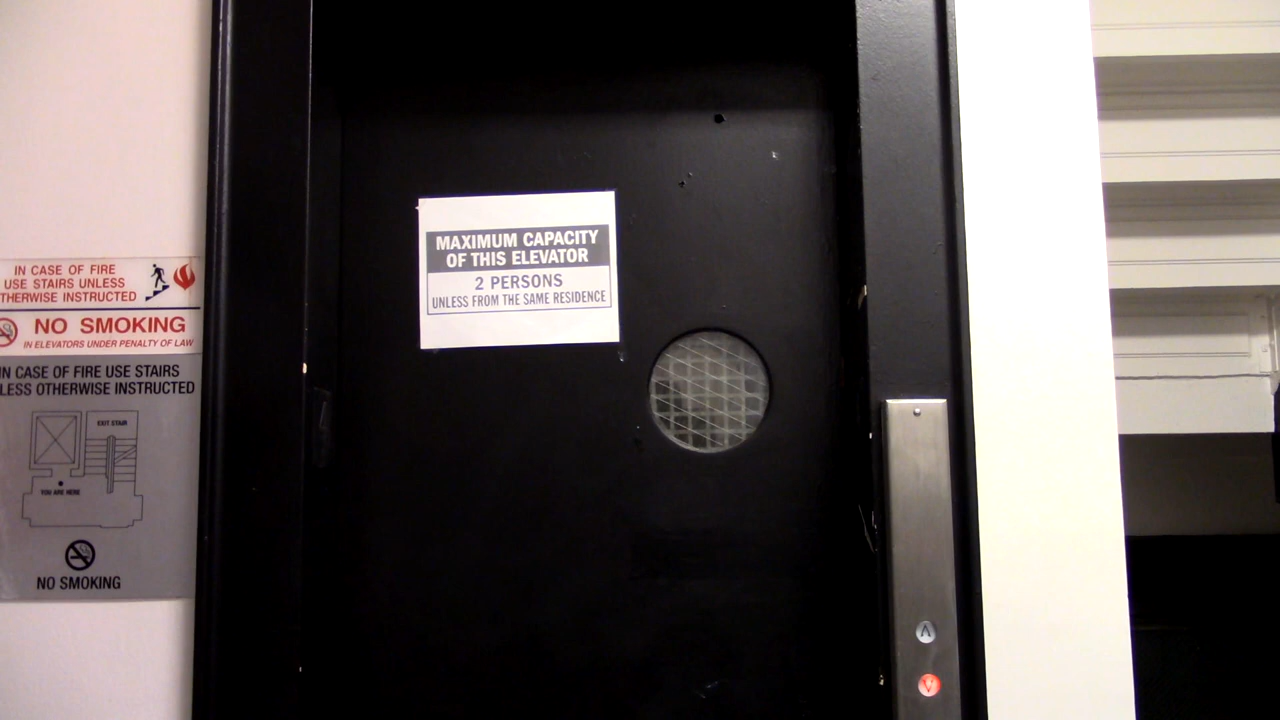 IN CASE OF FIRE
USE STAIRS UNLESS
OTHERWISE INSTRUCTED
NO SMOKING
IN ELEVATORS UNDER PENALTY OF LAW
IN CASE OF FIRE USE STAIRS
UNLESS OTHERWISE INSTRUCTED
EXIT STAIR
YOU ARE HERE
NO SMOKING
MAXIMUM CAPACITY
OF THIS ELEVATOR
2 PERSONS
UNLESS FROM THE SAME RESIDENCE